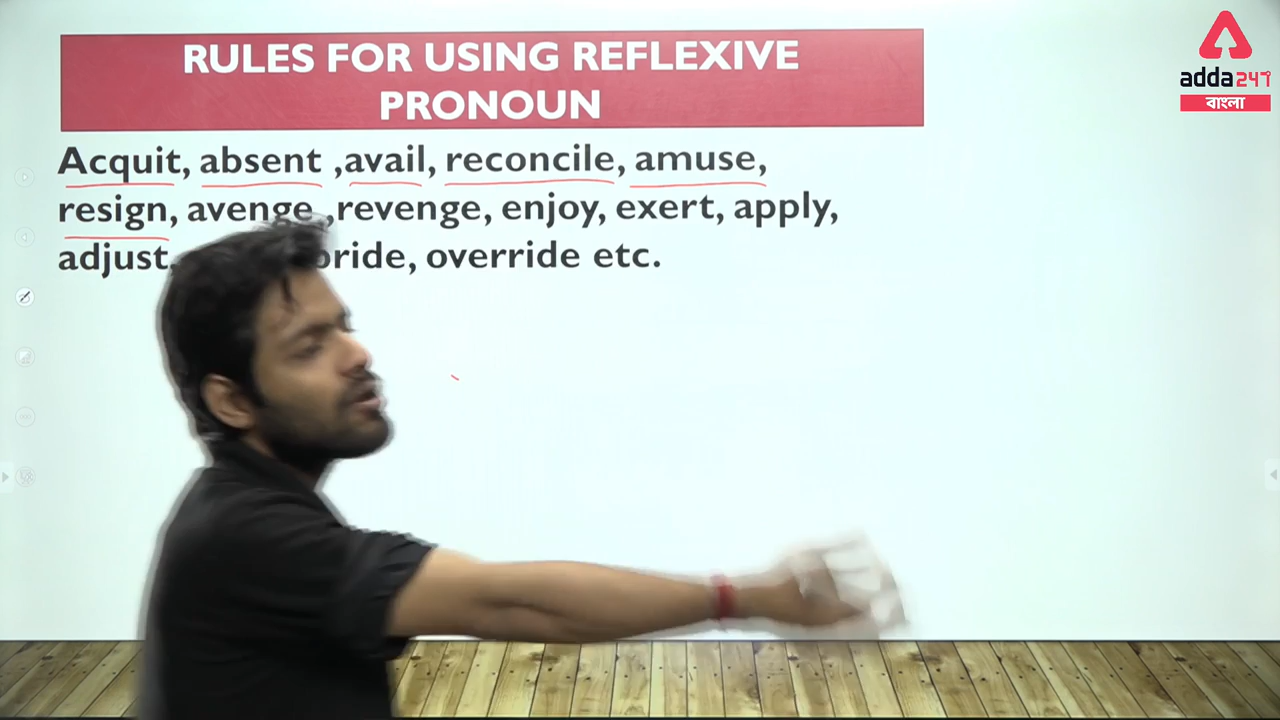 RULES FOR USING REFLEXIVE
PRONOUN
Acquit, absent ,avail, reconcile, amuse,
resign, avenge ,revenge, enjoy, exert, apply,
adjust, pride, override etc.
adda247
বাংলা